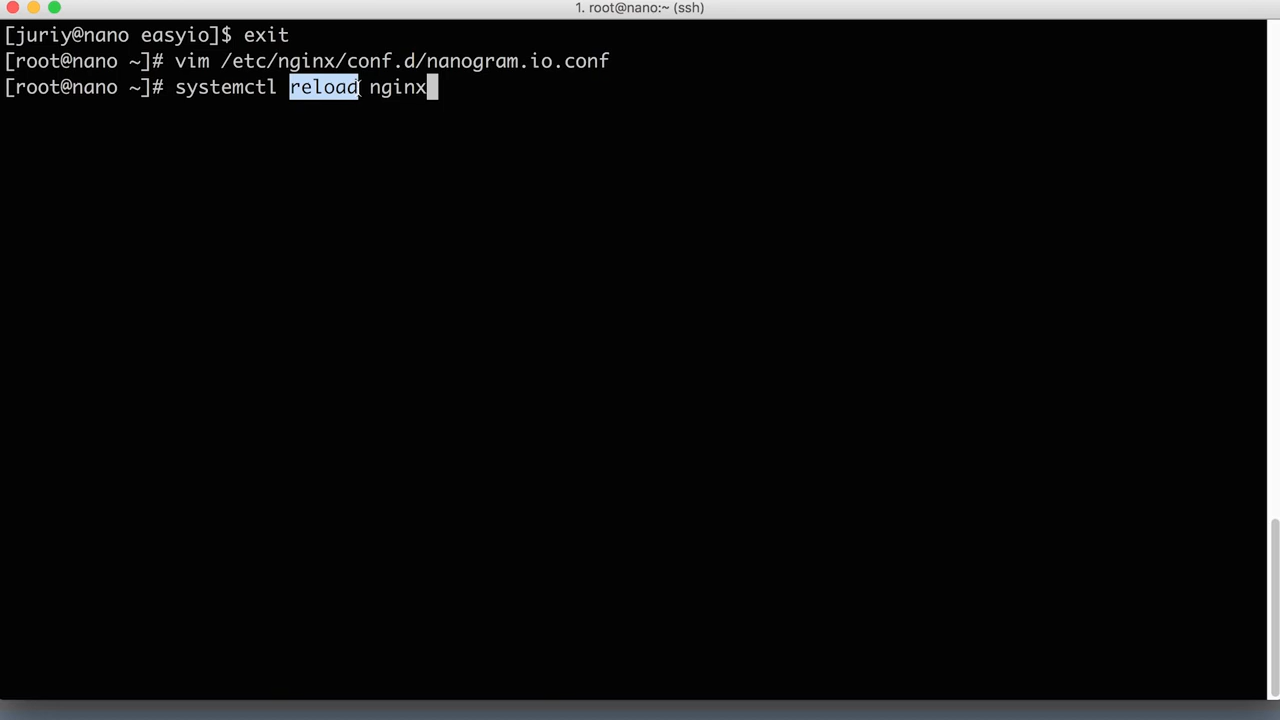 1. root@nano:~ (ssh)
[juriy@nano easyio]$ exit
[root@nano ~]# vim /etc/nginx/conf.d/nanogram.io.conf
[root@nano ~]# systemctl reload nginx